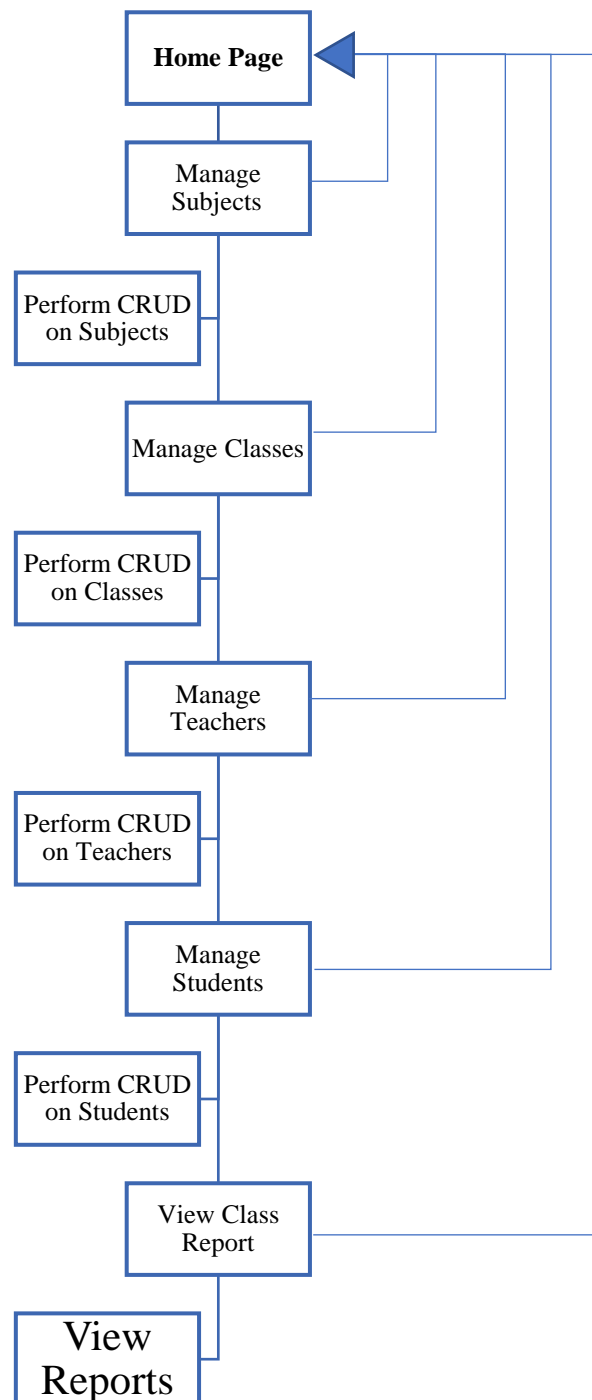 Home Page
Manage
Subjects
Perform CRUD
on Subjects
Manage Classes
Perform CRUD
on Classes
Manage
Teachers
Perform CRUD
on Teachers
Manage
Students
Perform CRUD
on Students
View Class
Report
View
Reports